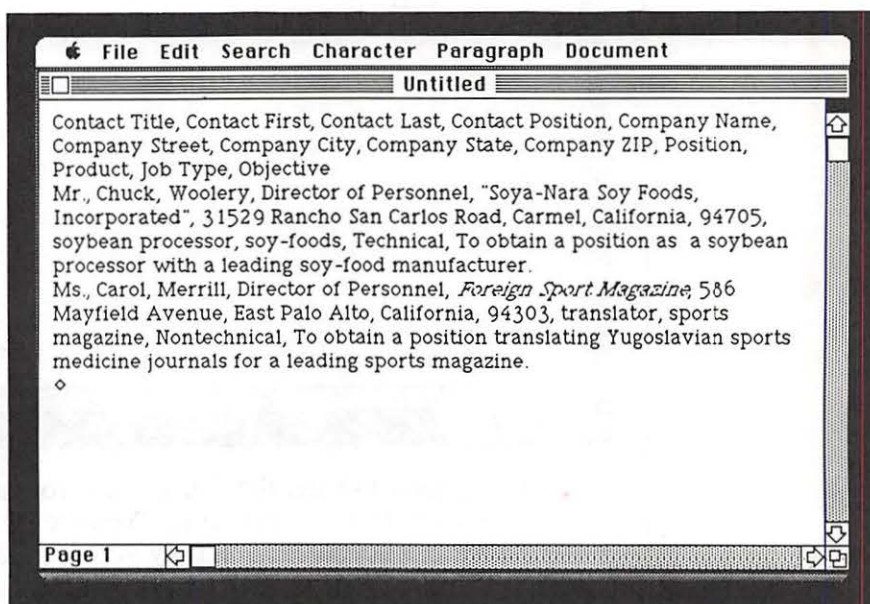 File Edit Search Character Paragraph Document
Untitled
Contact Title, Contact First, Contact Last, Contact Position, Company Name,
Company Street, Company City, Company State, Company ZIP, Position,
Product, Job Type, Objective
Mr., Chuck, Woolery, Director of Personnel, "Soya-Nara Soy Foods,
Incorporated", 31529 Rancho San Carlos Road, Carmel, California, 94705,
soybean processor, soy-foods, Technical, To obtain a position as  a soybean
processor with a leading soy-food manufacturer.
Ms., Carol, Merrill, Director of Personnel, Foreign Sport Magazine, 586
Mayfield Avenue, East Palo Alto, California, 94303, translator, sports
magazine, Nontechnical, To obtain a position translating Yugoslavian sports
medicine journals for a leading sports magazine.
Page 1